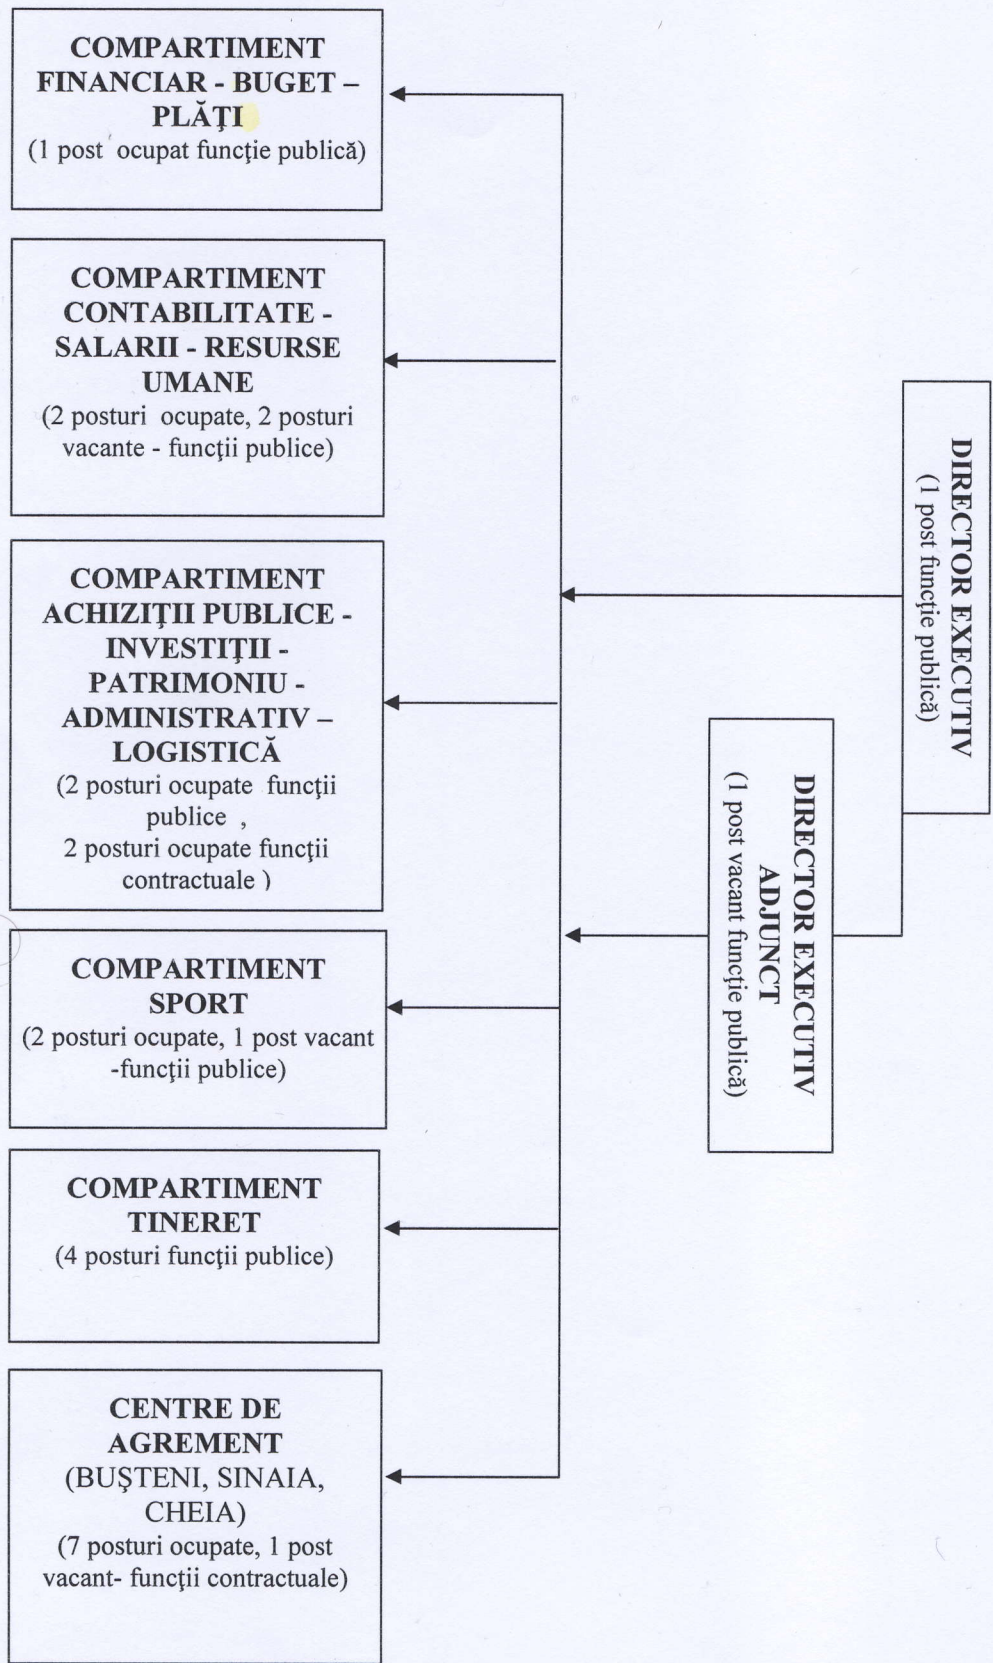 COMPARTIMENT
FINANCIAR - BUGET –
PLĂŢI
(1 post ocupat funcţie publică)
COMPARTIMENT
CONTABILITATE -
SALARII - RESURSE
UMANE
(2 posturi ocupate, 2 posturi
vacante - funcţii publice)
COMPARTIMENT
ACHIZIŢII PUBLICE -
INVESTIŢII -
PATRIMONIU -
ADMINISTRATIV –
LOGISTICĂ
(2 posturi ocupate funcţii
publice ,
2 posturi ocupate funcţii
contractuale )
COMPARTIMENT
SPORT
(2 posturi ocupate, 1 post vacant
-funcţii publice)
COMPARTIMENT
TINERET
(4 posturi funcţii publice)
CENTRE DE
AGREMENT
(BUŞTENI, SINAIA,
CHEIA)
(7 posturi ocupate, 1 post
vacant- funcţii contractuale)
DIRECTOR EXECUTIV
(1 post funcţie publică)
DIRECTOR EXECUTIV
ADJUNCT
(1 post vacant funcţie publică)